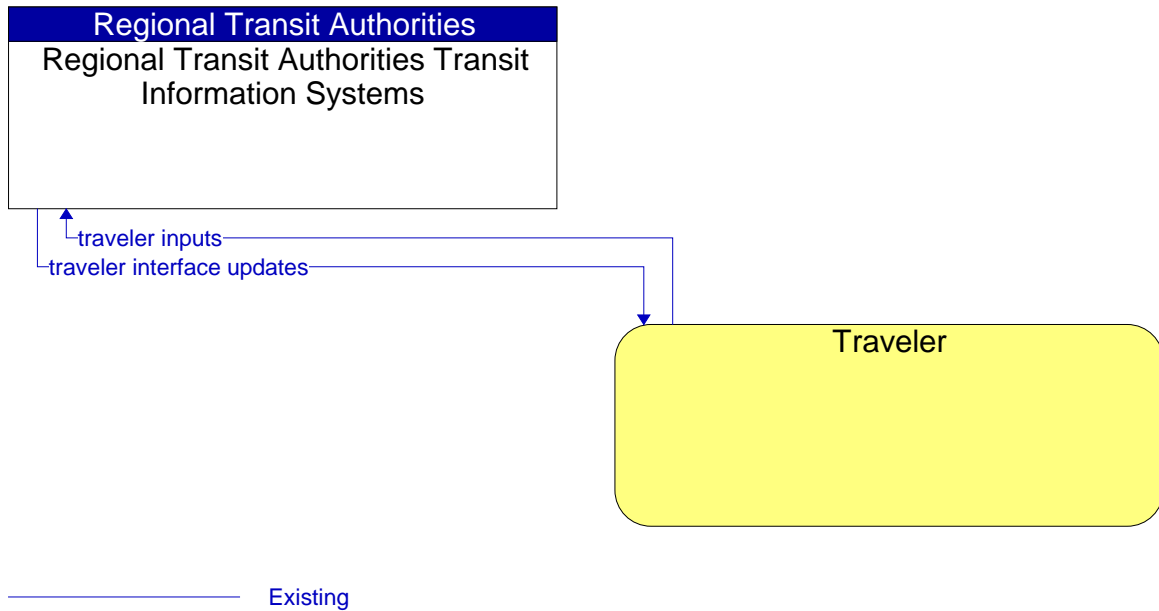 Regional Transit Authorities
Regional Transit Authorities Transit
Information Systems
traveler inputs
traveler interface updates
Traveler
Existing